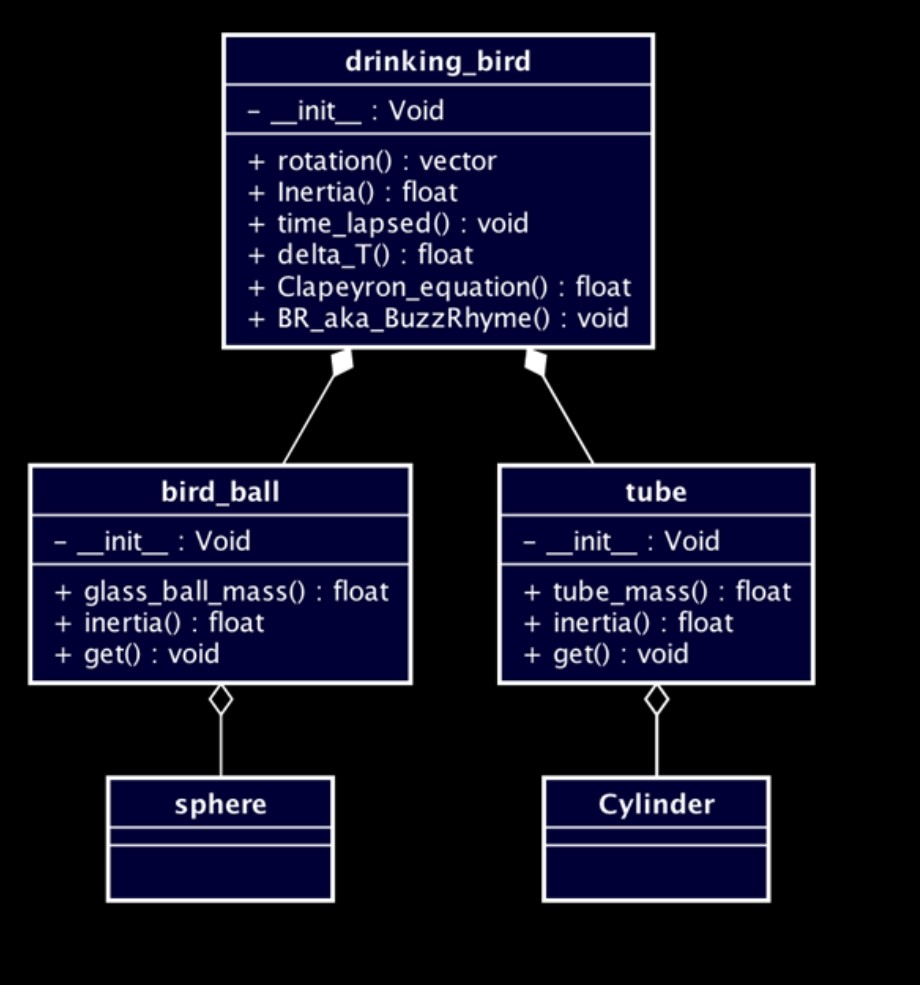 drinking_bird
- __init__ : Void
+ rotation() : vector
+ Inertia() : float
+ time_lapsed() : void
+ delta_T() : float
+ Clapeyron_equation() : float
+ BR_aka_BuzzRhyme() : void
bird_ball
- __init__ : Void
+ glass_ball_mass() : float
+ inertia() : float
+ get() : void
tube
- __init__ : Void
+ tube_mass() : float
+ inertia() : float
+ get() : void
sphere
Cylinder